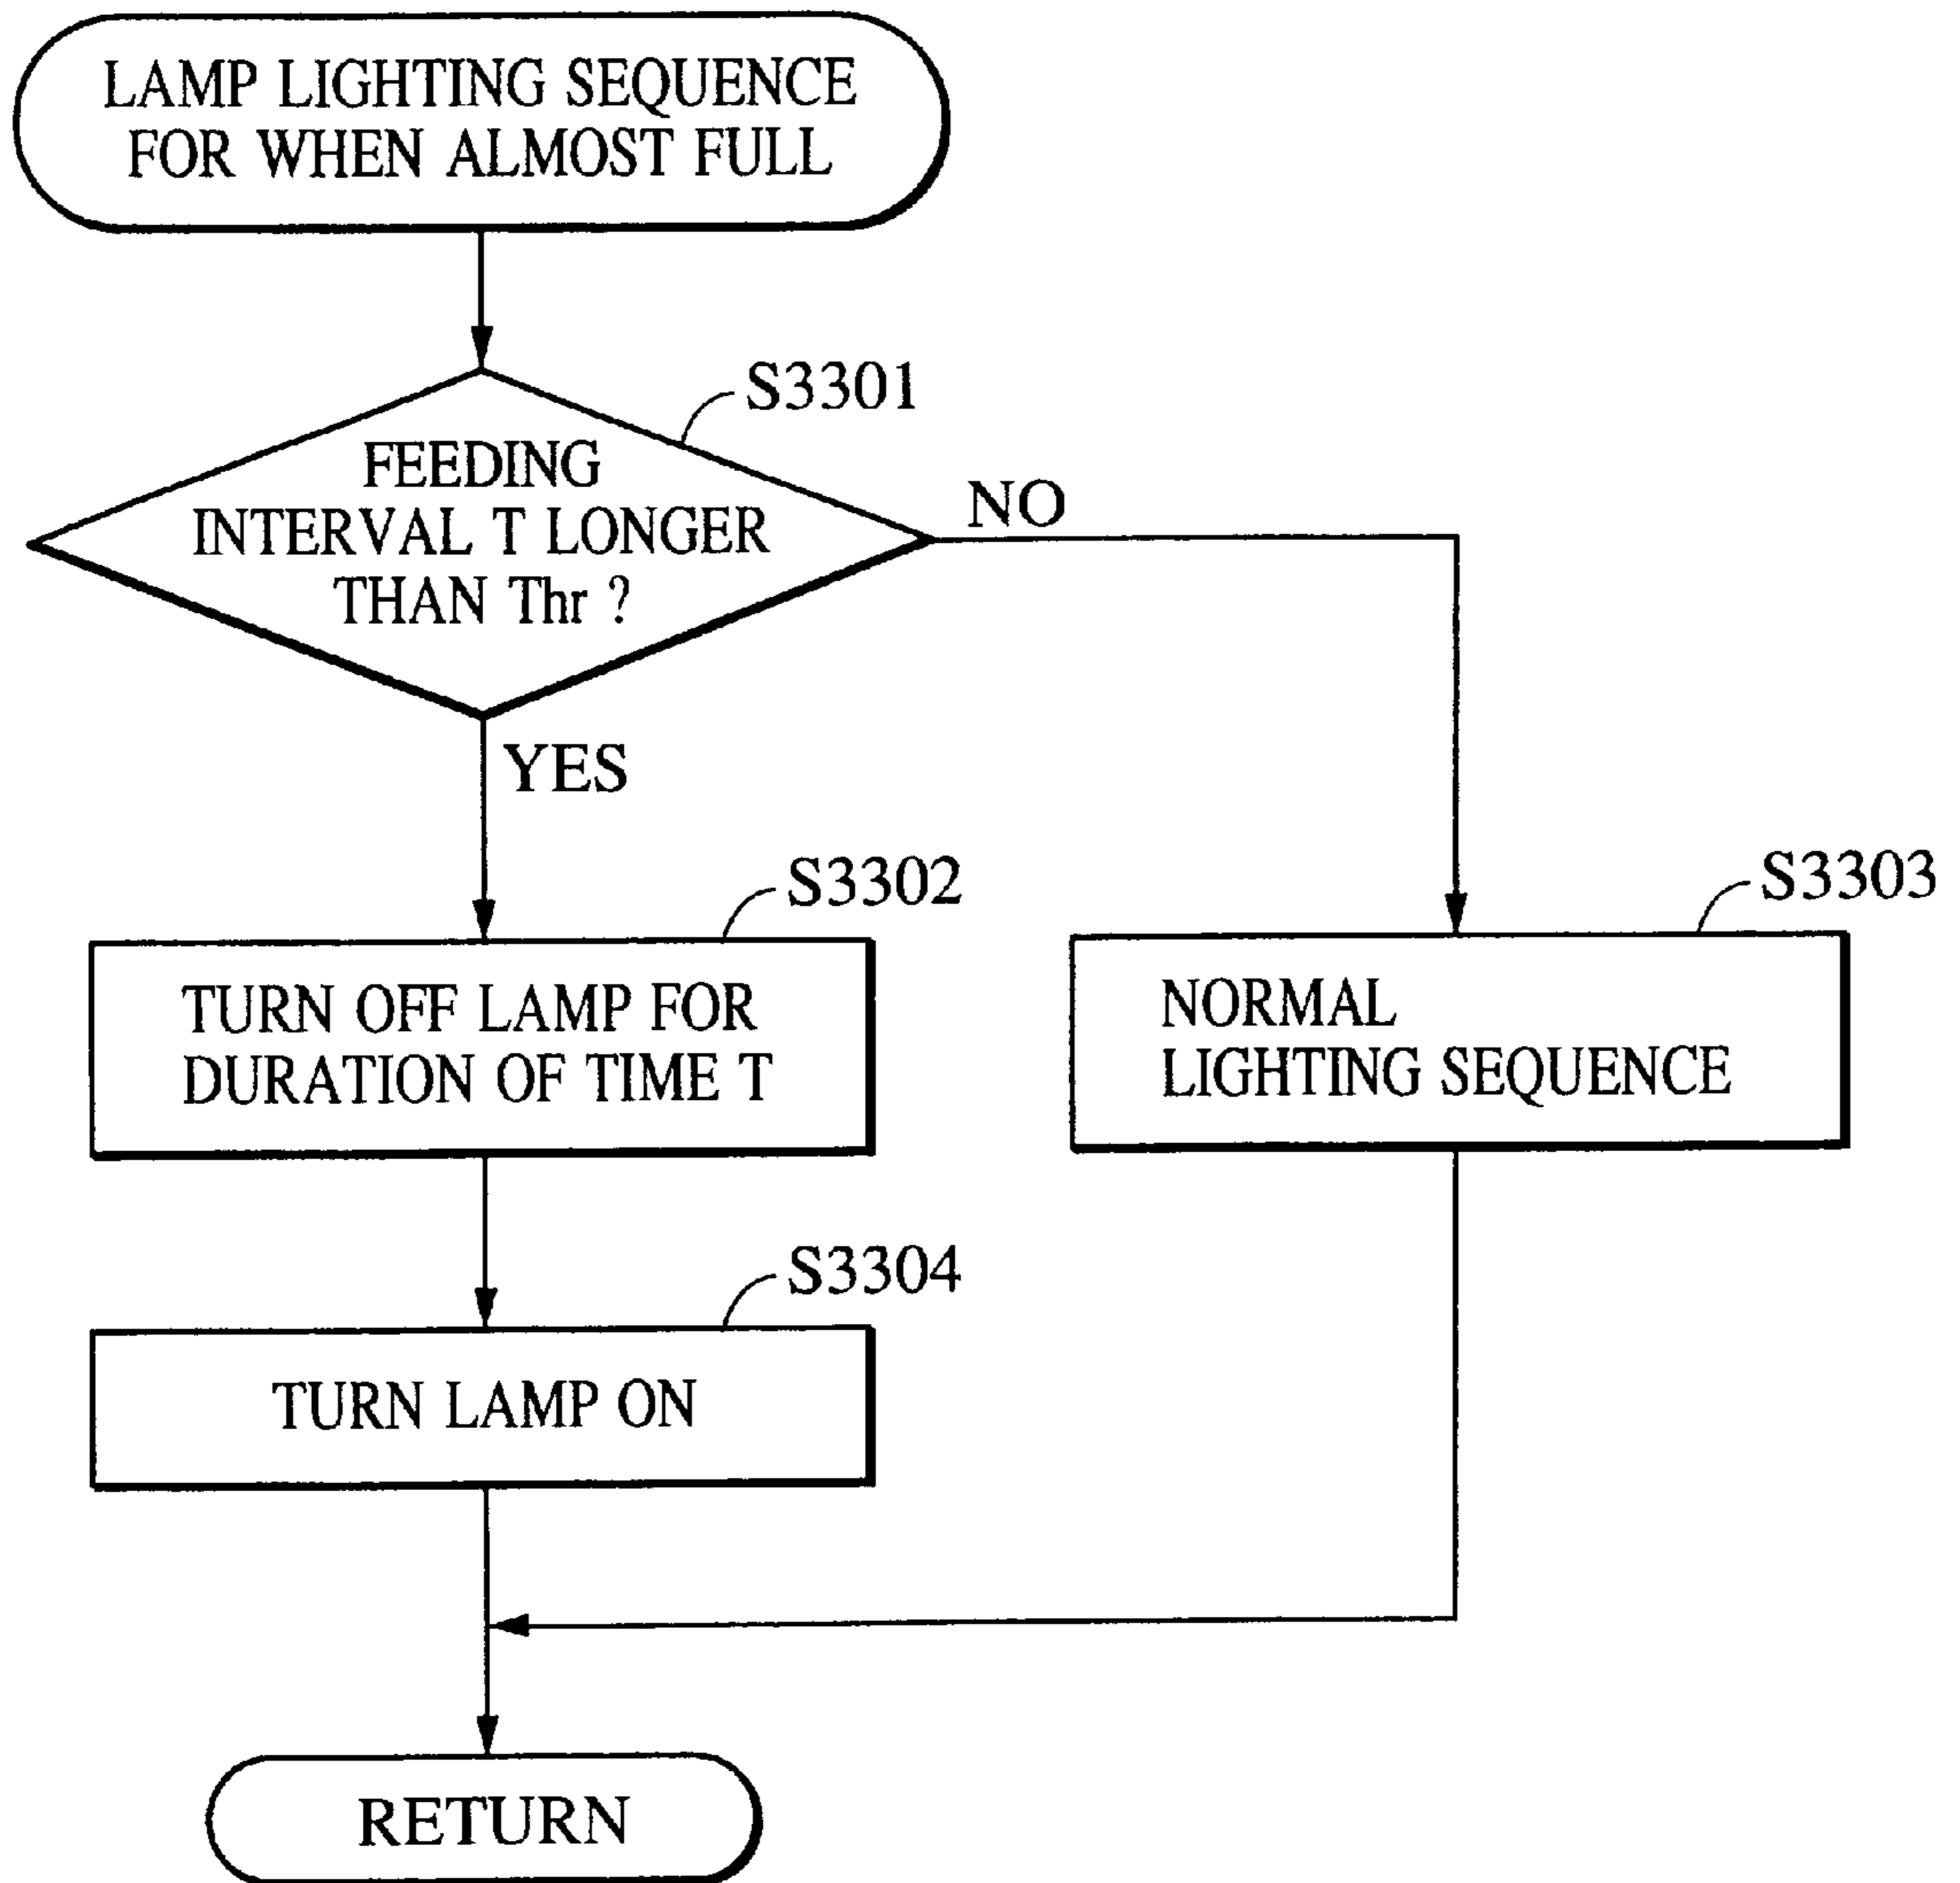 LAMP LIGHTING SEQUENCE
FOR WHEN ALMOST FULL
S3301
FEEDING
INTERVAL T LONGER
THAN Thr ?
NO
YES
S3302
TURN OFF LAMP FOR
DURATION OF TIME T
S3303
NORMAL
LIGHTING SEQUENCE
S3304
TURN LAMP ON
RETURN